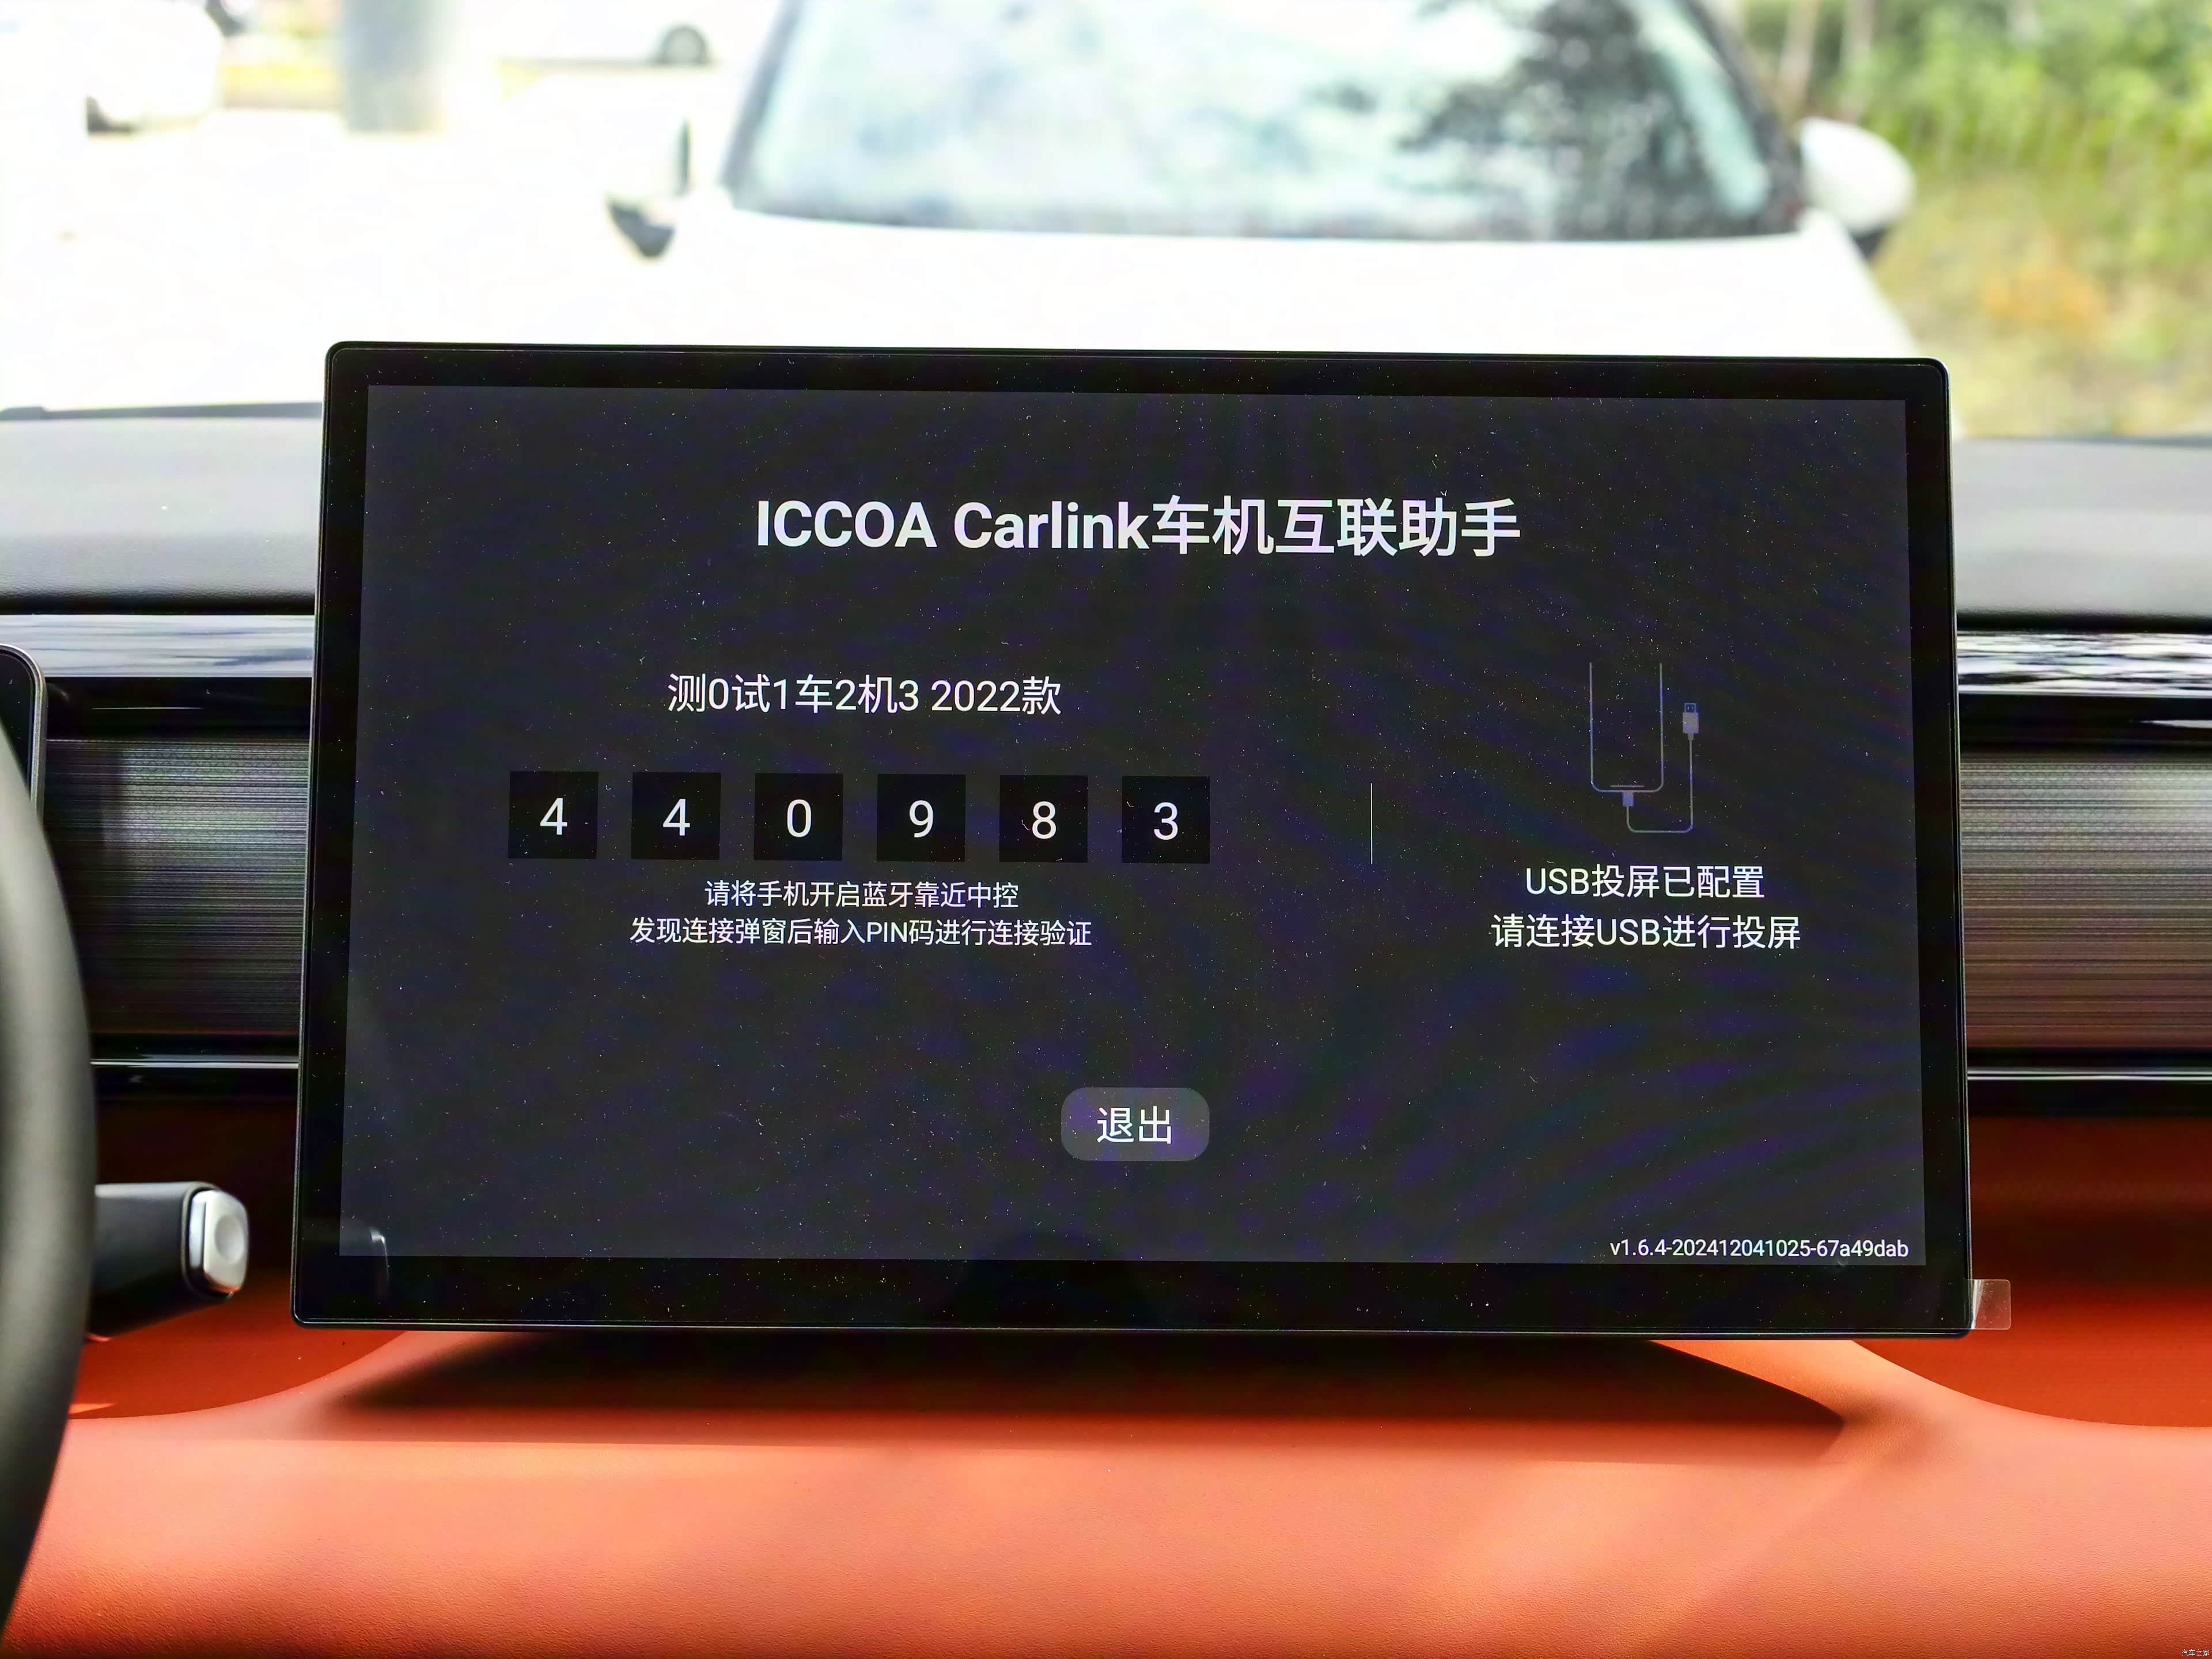 ICCOA Carlink车机互联助手
测0试1车2机3 2022款
4 4 0 9 8 3
请将手机开启蓝牙靠近中控
发现连接弹窗后输入PIN码进行连接验证
USB投屏已配置
请连接USB进行投屏
退出
v1.6.4-202412041025-67a49dab
汽车之家